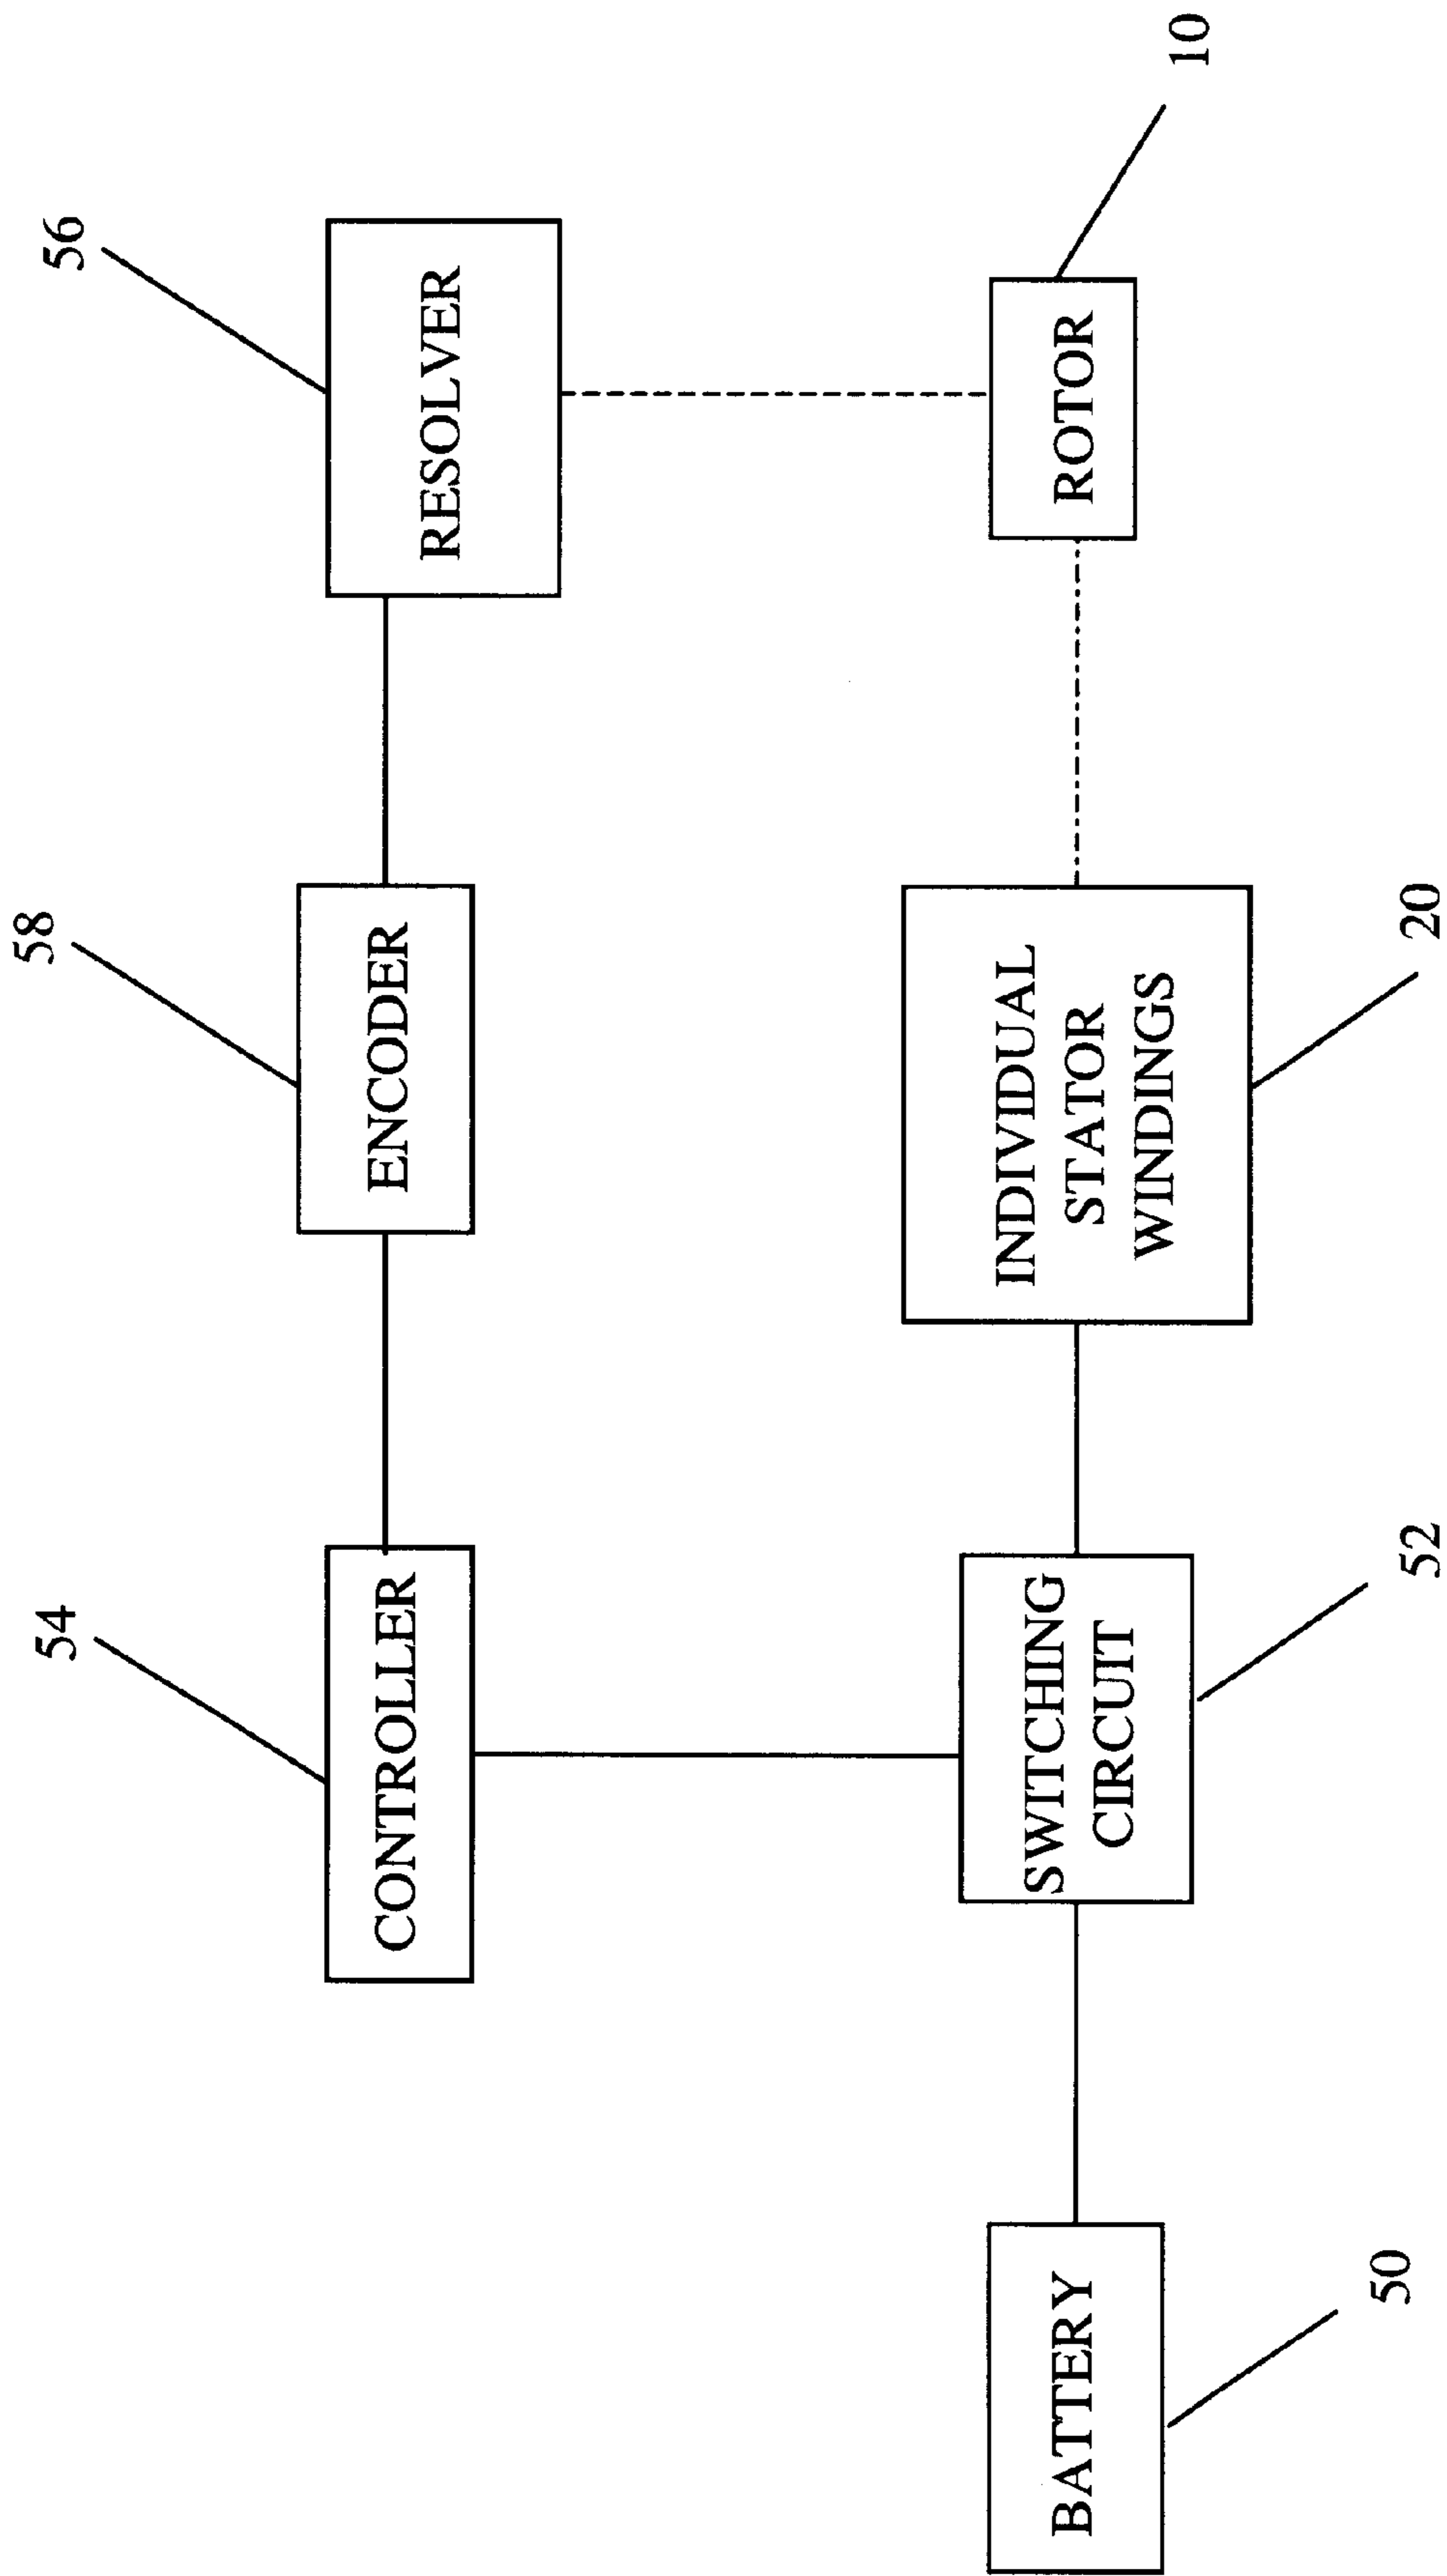 54
58
56
CONTROLLER
ENCODER
RESOLVER
BATTERY
SWITCHING
CIRCUIT
INDIVIDUAL
STATOR
WINDINGS
ROTOR
50
52
20
10